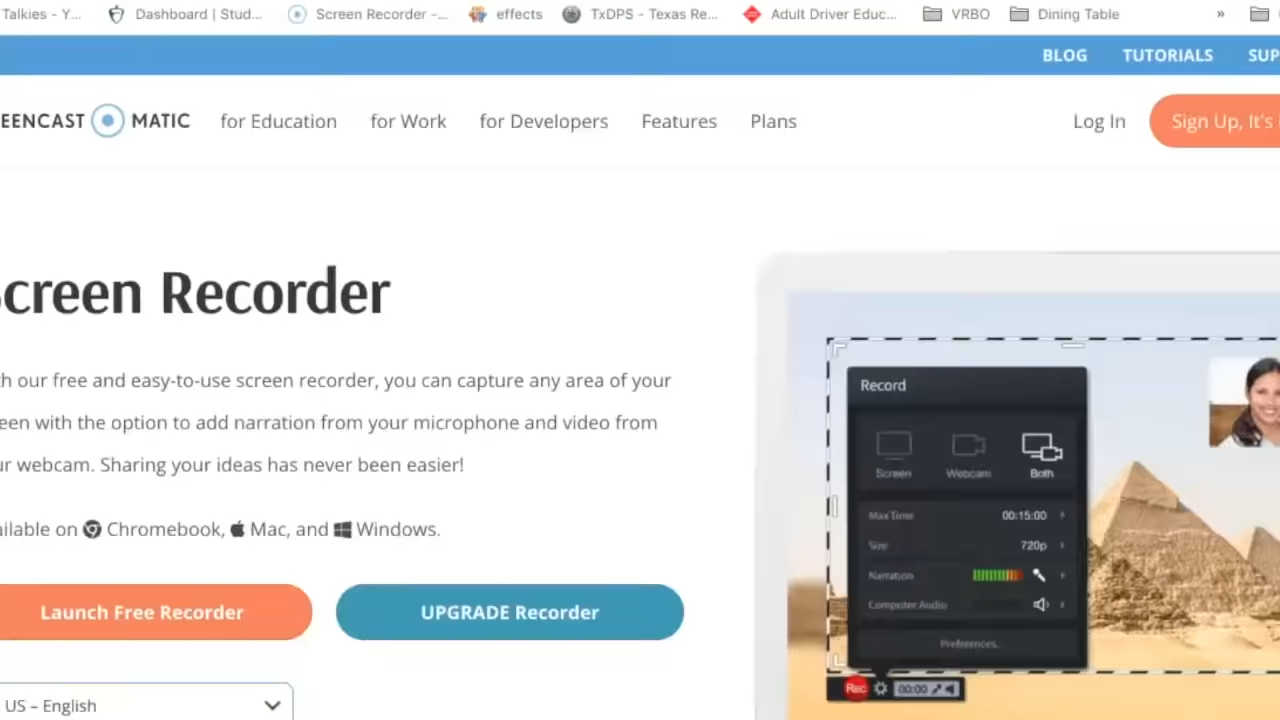 Talkies - Y... Dashboard | Stud... Screen Recorder -... effects TxDPS - Texas Re... Adult Driver Educ... VRBO Dining Table »
BLOG TUTORIALS SUP
EENCAST MATIC for Education for Work for Developers Features Plans Log In Sign Up, It's
creen Recorder
h our free and easy-to-use screen recorder, you can capture any area of your
een with the option to add narration from your microphone and video from
r webcam. Sharing your ideas has never been easier!
ilable on Chromebook, Mac, and Windows.
Launch Free Recorder UPGRADE Recorder
US – English
Record
Screen Webcam Both
Max Time 00:15:00
Size 720p
Narration
Computer Audio
Preferences...
Rec 00:00